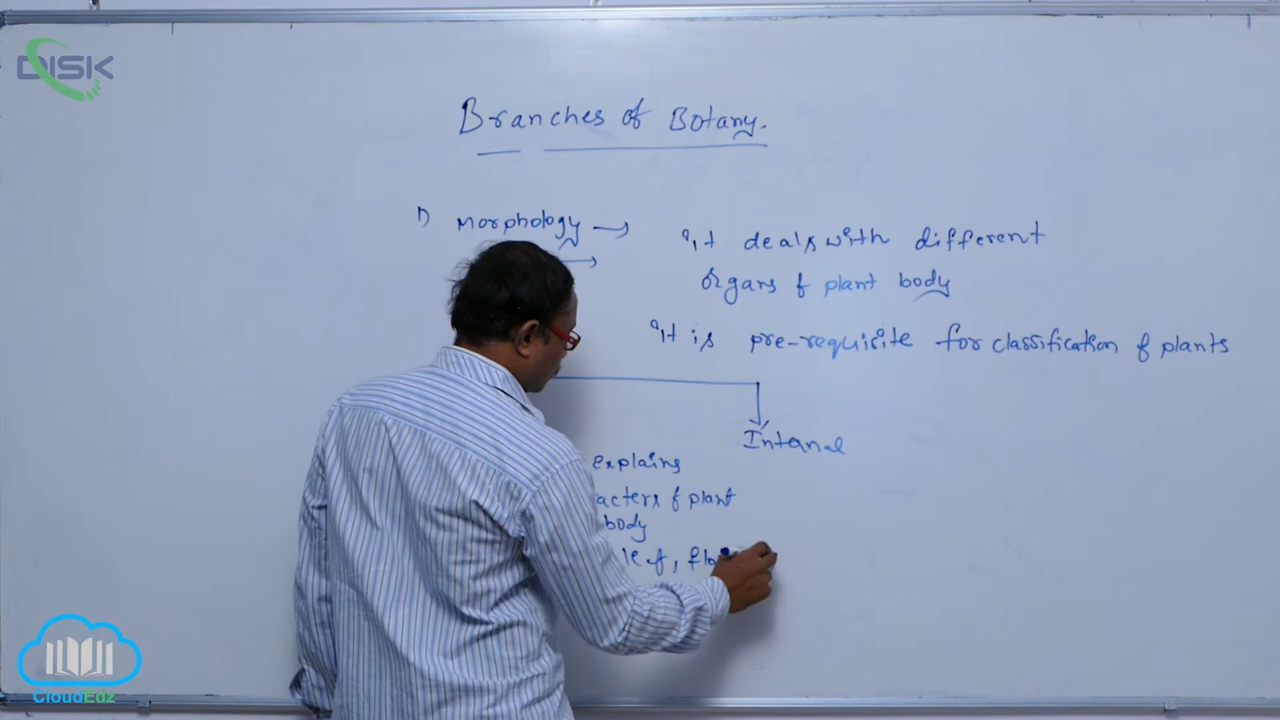 DISK
Branches of Botany.
1) Morphology → It deals with different
organs of plant body
It is pre-requisite for classification of plants
Internal
explains
acters of plant
body
flo
CloudEdz